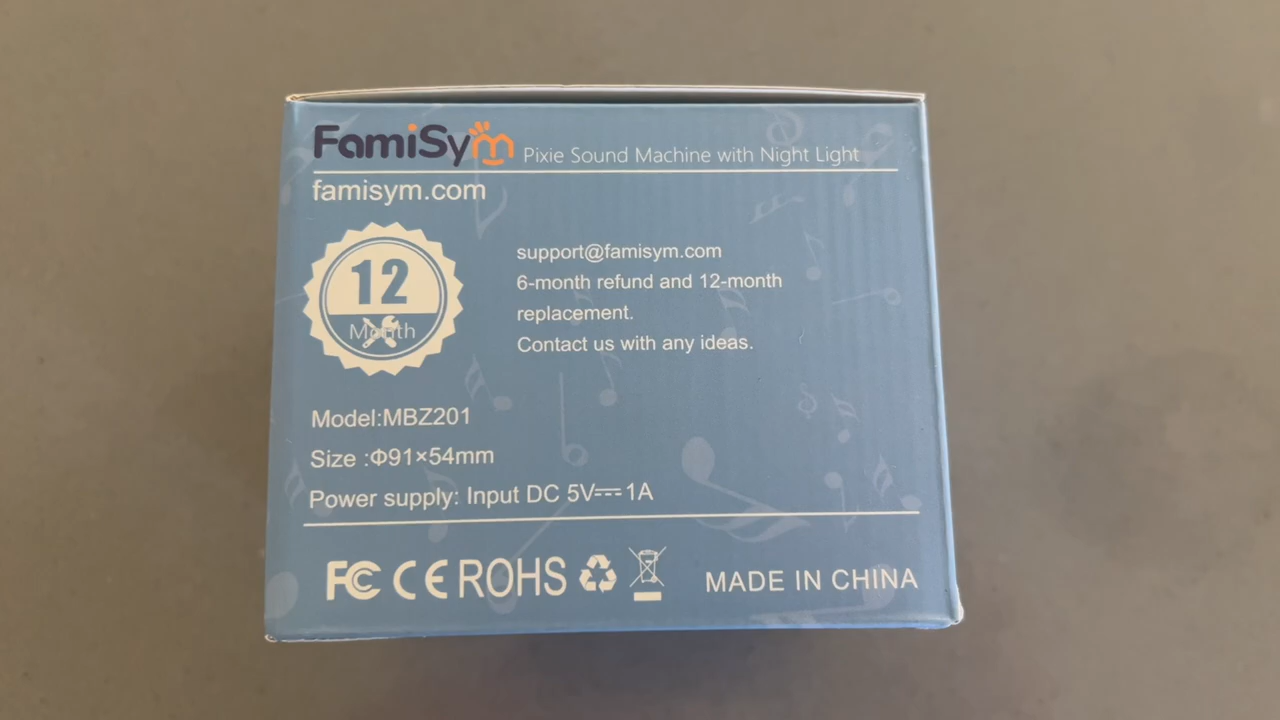 FamiSym Pixie Sound Machine with Night Light
famisym.com
12
Month
support@famisym.com
6-month refund and 12-month
replacement.
Contact us with any ideas.
Model:MBZ201
Size :Φ91×54mm
Power supply: Input DC 5V⎓1A
FC CE ROHS MADE IN CHINA